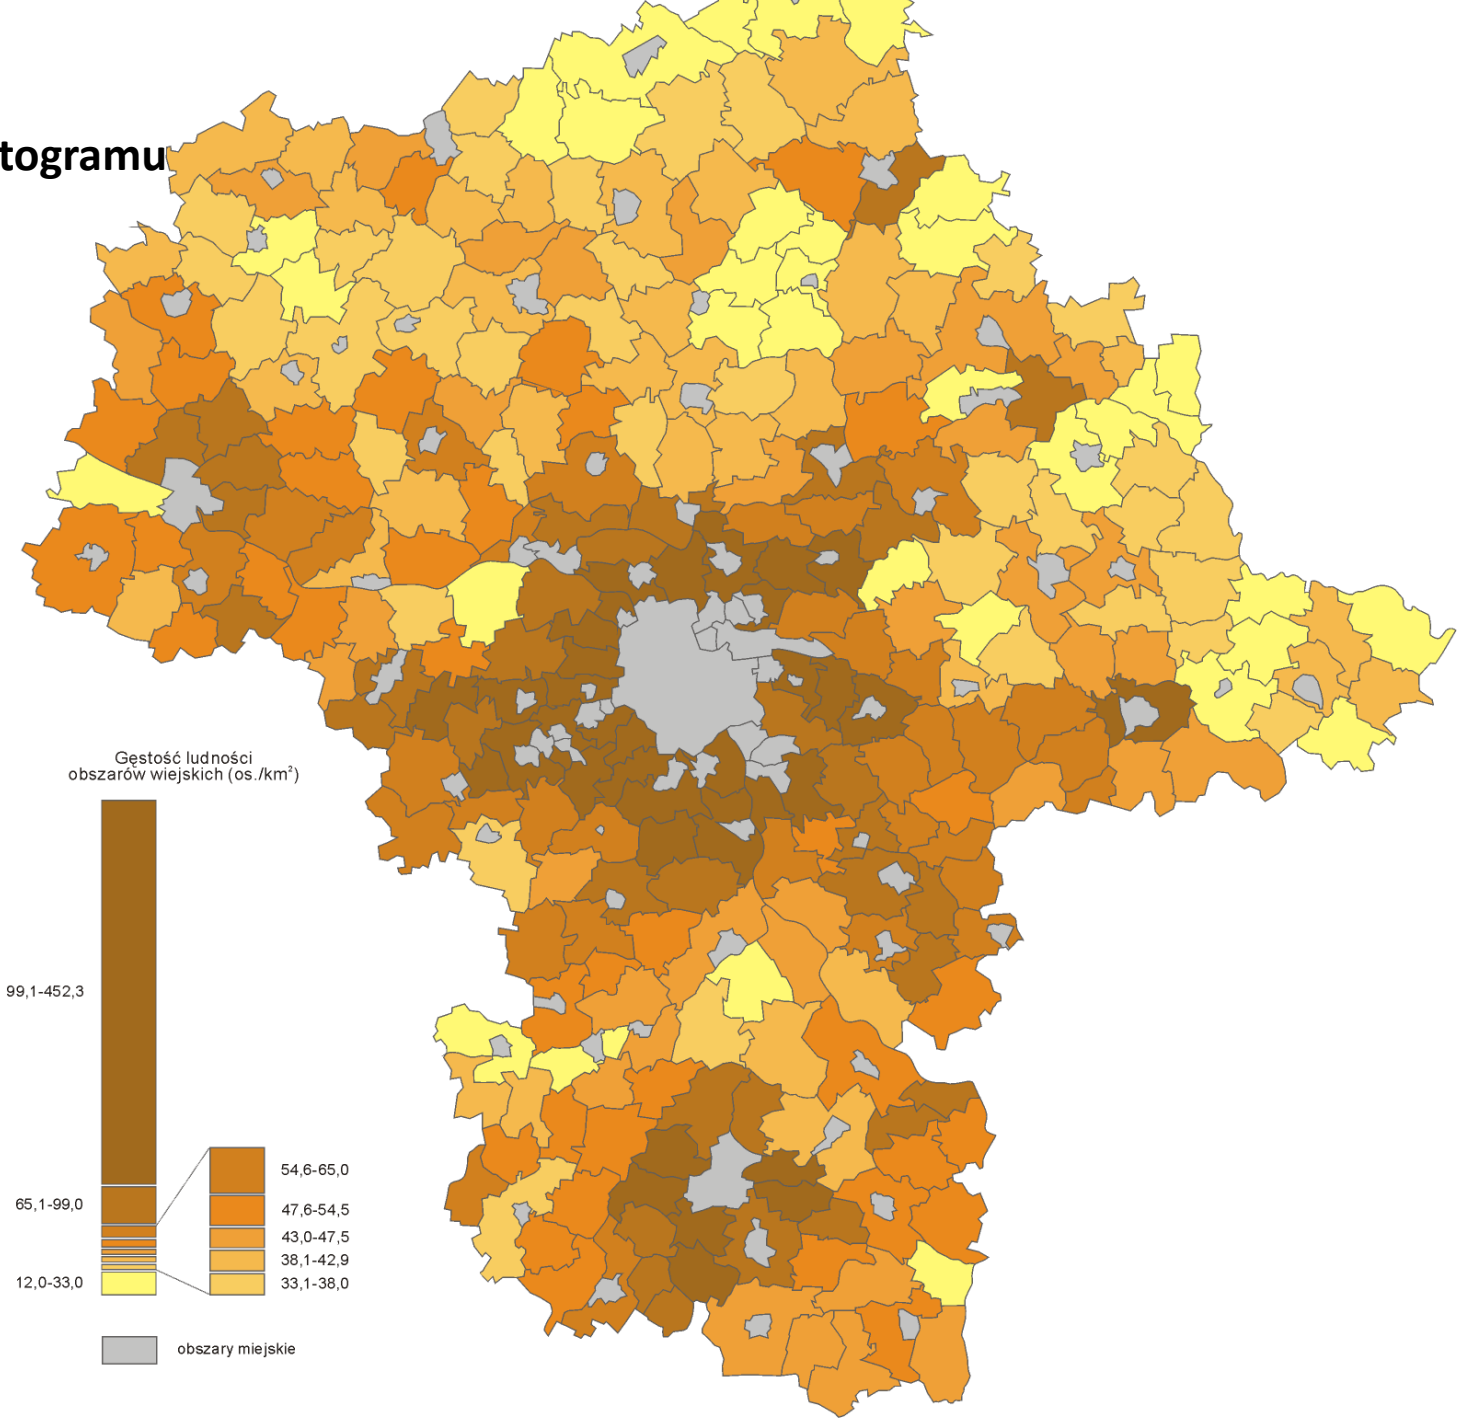 togramu
Gęstość ludności
obszarów wiejskich (os./km²)
99,1-452,3
65,1-99,0
12,0-33,0
54,6-65,0
47,6-54,5
43,0-47,5
38,1-42,9
33,1-38,0
obszary miejskie